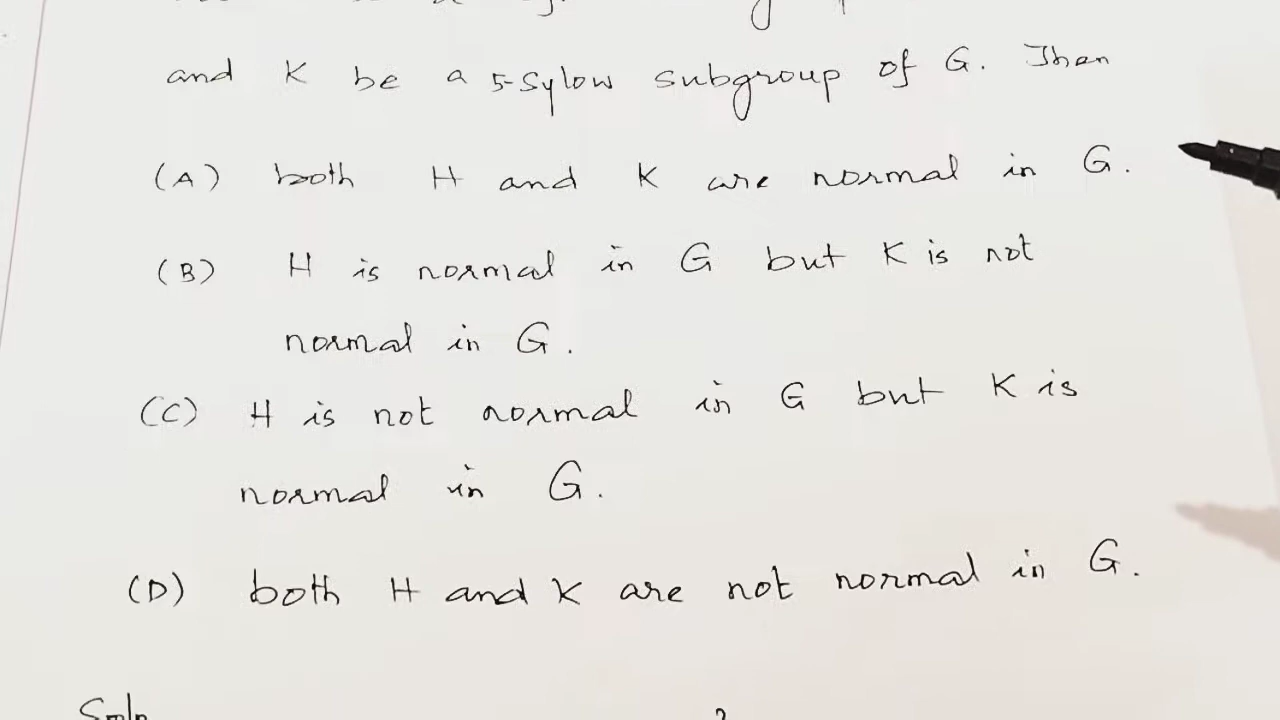 and K be a 5-Sylow subgroup of G. Then
(A) both H and K are normal in G.
(B) H is normal in G but K is not
normal in G.
(C) H is not normal in G but K is
normal in G.
(D) both H and K are not normal in G.
Soln